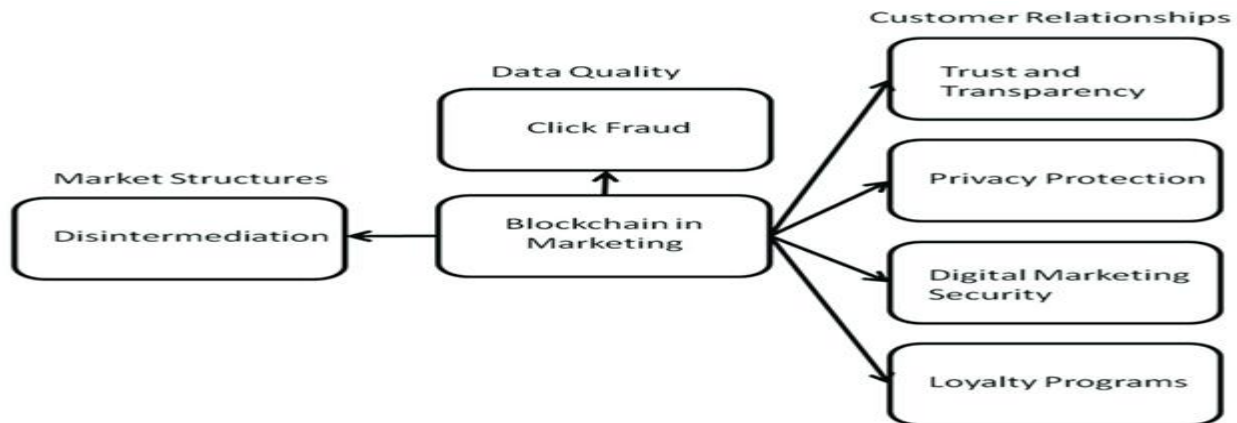 Customer Relationships
Trust and
Transparency
Data Quality
Click Fraud
Privacy Protection
Market Structures
Disintermediation
Blockchain in
Marketing
Digital Marketing
Security
Loyalty Programs